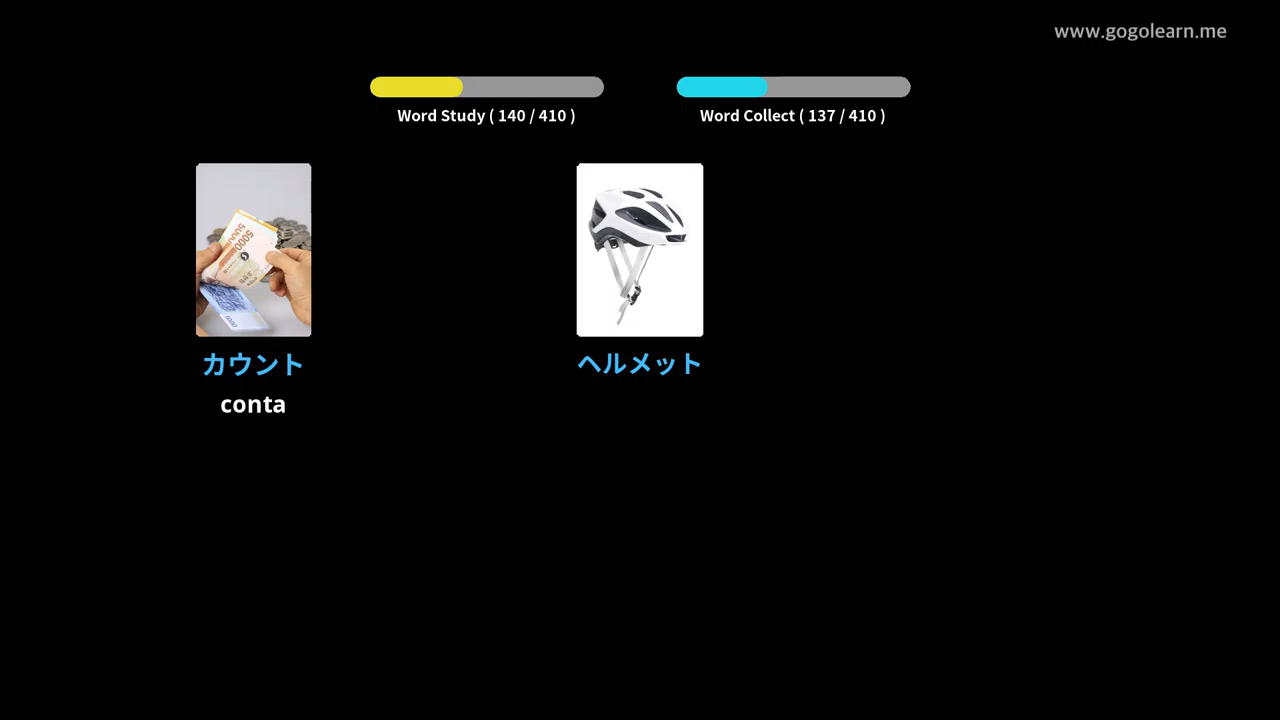 www.gogolearn.me
Word Study ( 140 / 410 )
Word Collect ( 137 / 410 )
5000
カウント
ヘルメット
conta